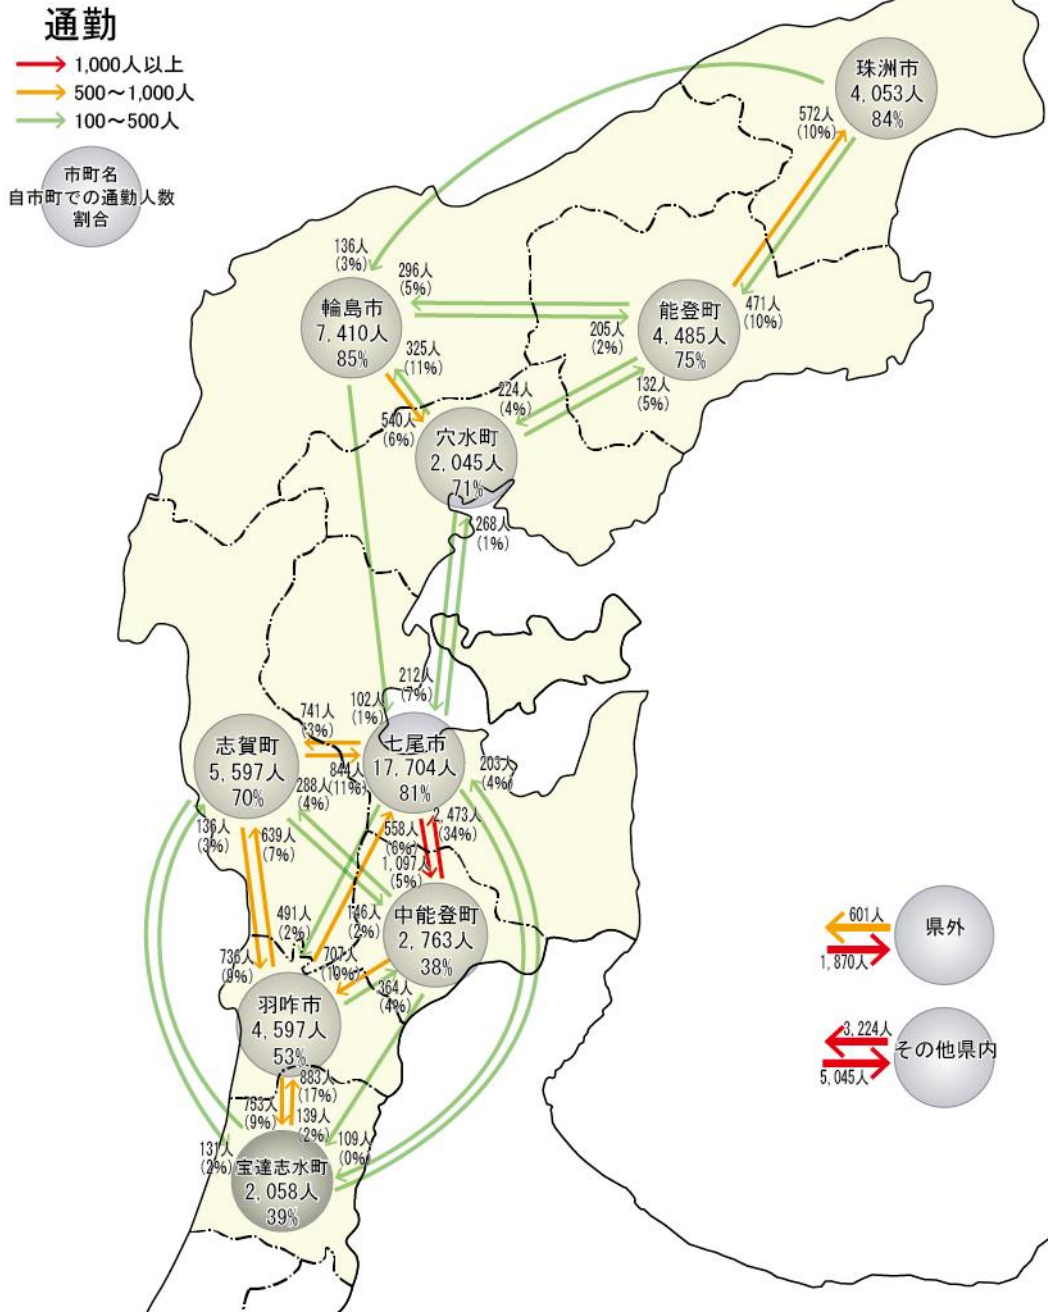 通勤
1,000人以上
500～1,000人
100～500人
市町名
自市町での通勤人数
割合
珠洲市
4,053人
84%
572人
(10%)
471人
(10%)
136人
(3%)
296人
(5%)
輪島市
7,410人
85%
能登町
4,485人
75%
205人
(2%)
325人
(11%)
224人
(4%)
132人
(5%)
540人
(6%)
穴水町
2,045人
71%
268人
(1%)
212人
(7%)
102人
(1%)
741人
(3%)
志賀町
5,597人
70%
七尾市
17,704人
81%
844人
(11%)
203人
(4%)
288人
(4%)
136人
(3%)
639人
(7%)
558人
(6%)
2,473人
(34%)
1,097人
(5%)
491人
(2%)
146人
(2%)
中能登町
2,763人
38%
736人
(9%)
707人
(10%)
364人
(4%)
羽咋市
4,597人
53%
883人
(17%)
753人
(9%)
139人
(2%)
131人
(2%)
109人
(0%)
宝達志水町
2,058人
39%
601人
県外
1,870人
3,224人
その他県内
5,045人